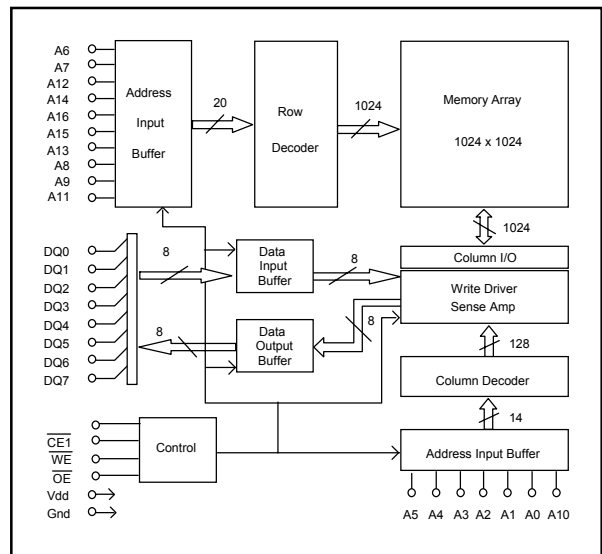 A6
A7
A12
A14
A16
A15
A13
A8
A9
A11
Address
Input
Buffer
20
Row
Decoder
1024
Memory Array
1024 x 1024
1024
DQ0
DQ1
DQ2
DQ3
DQ4
DQ5
DQ6
DQ7
8
Data
Input
Buffer
8
Column I/O
Write Driver
Sense Amp
8
Data
Output
Buffer
8
128
Column Decoder
14
Address Input Buffer
CE1
WE
OE
Vdd
Gnd
Control
A5 A4 A3 A2 A1 A0 A10